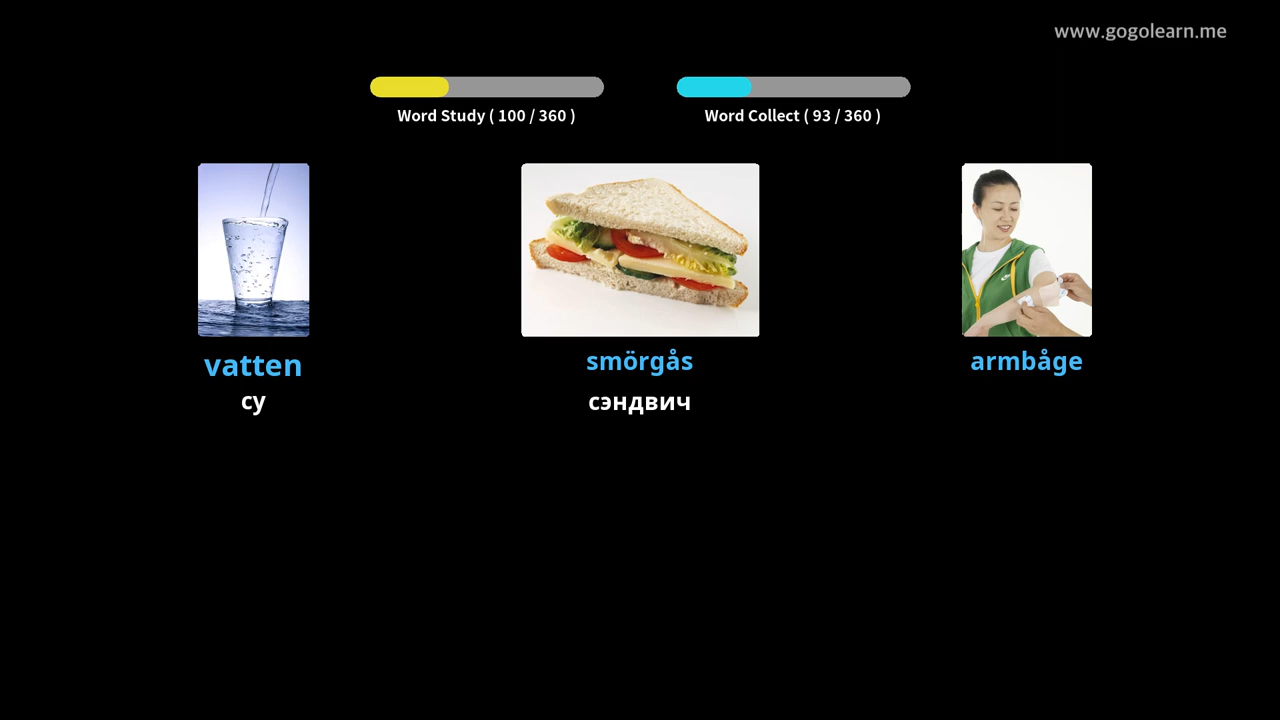 www.gogolearn.me
Word Study ( 100 / 360 )
Word Collect ( 93 / 360 )
vatten
smörgås
armbåge
су
сэндвич